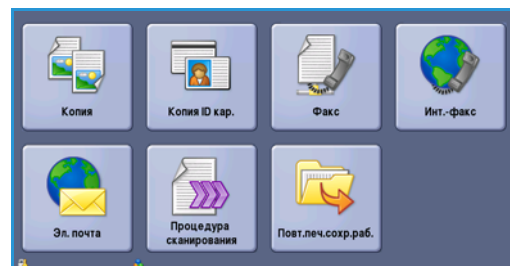 Копия
Копия ID кар.
Факс
Инт.-факс
Эл. почта
Процедура
сканирования
Повт.печ.сохр.раб.